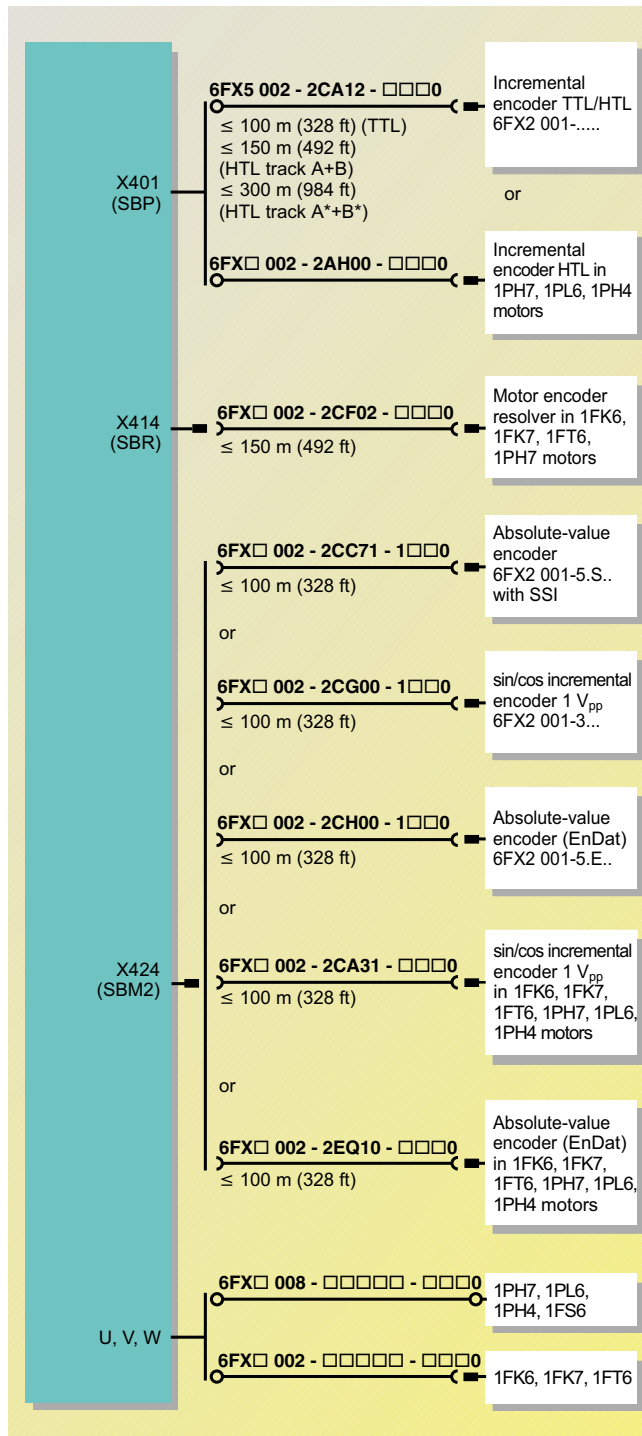 6FX5 002 - 2CA12 - □□□0
≤ 100 m (328 ft) (TTL)
≤ 150 m (492 ft)
(HTL track A+B)
≤ 300 m (984 ft)
(HTL track A*+B*)
Incremental
encoder TTL/HTL
6FX2 001-.....
or
X401
(SBP)
6FX□ 002 - 2AH00 - □□□0
Incremental
encoder HTL in
1PH7, 1PL6, 1PH4
motors
X414
(SBR)
6FX□ 002 - 2CF02 - □□□0
≤ 150 m (492 ft)
Motor encoder
resolver in 1FK6,
1FK7, 1FT6,
1PH7 motors
6FX□ 002 - 2CC71 - 1□□0
≤ 100 m (328 ft)
Absolute-value
encoder
6FX2 001-5.S..
with SSI
or
6FX□ 002 - 2CG00 - 1□□0
≤ 100 m (328 ft)
sin/cos incremental
encoder 1 Vpp
6FX2 001-3...
or
6FX□ 002 - 2CH00 - 1□□0
≤ 100 m (328 ft)
Absolute-value
encoder (EnDat)
6FX2 001-5.E..
or
X424
(SBM2)
6FX□ 002 - 2CA31 - □□□0
≤ 100 m (328 ft)
sin/cos incremental
encoder 1 Vpp
in 1FK6, 1FK7,
1FT6, 1PH7, 1PL6,
1PH4 motors
or
6FX□ 002 - 2EQ10 - □□□0
≤ 100 m (328 ft)
Absolute-value
encoder (EnDat)
in 1FK6, 1FK7,
1FT6, 1PH7, 1PL6,
1PH4 motors
U, V, W
6FX□ 008 - □□□□□ - □□□0
1PH7, 1PL6,
1PH4, 1FS6
6FX□ 002 - □□□□□ - □□□0
1FK6, 1FK7, 1FT6